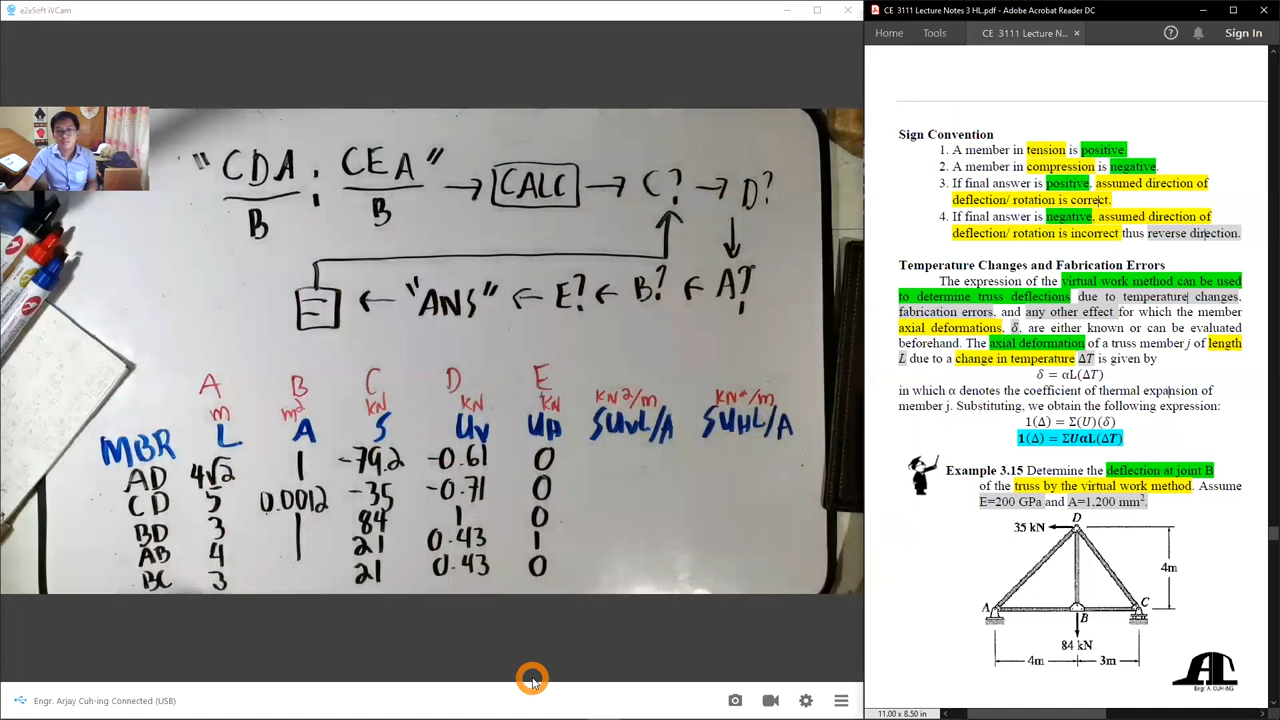 e2eSoft iVCam
"CDA/B : CEA/B" → CALC → C? → D?
= ← "ANS" ← E? ← B? ← A?
A B C D E
m m² kN kN kN kN²/m kN²/m
MBR L A S Uv UH SUvL/A SUHL/A
AD 4√2 | -79.2 -0.61 0
CD 5 0.0012 -35 -0.71 0
BD 3 | 84 1 0
AB 4 | 21 0.43 1
BC 3 21 0.43 0
Engr. Arjay Cuh-ing Connected (USB)
CE 3111 Lecture Notes 3 HL.pdf - Adobe Acrobat Reader DC
Home Tools CE 3111 Lecture N... × Sign In
Sign Convention
1. A member in tension is positive.
2. A member in compression is negative.
3. If final answer is positive, assumed direction of
deflection/ rotation is correct.
4. If final answer is negative, assumed direction of
deflection/ rotation is incorrect thus reverse direction.
Temperature Changes and Fabrication Errors
The expression of the virtual work method can be used
to determine truss deflections due to temperature changes,
fabrication errors, and any other effect for which the member
axial deformations, δ, are either known or can be evaluated
beforehand. The axial deformation of a truss member j of length
L due to a change in temperature ΔT is given by
δ = αL(ΔT)
in which α denotes the coefficient of thermal expansion of
member j. Substituting, we obtain the following expression:
1(Δ) = Σ(U)(δ)
1(Δ) = ΣUαL(ΔT)
Example 3.15 Determine the deflection at joint B
of the truss by the virtual work method. Assume
E=200 GPa and A=1,200 mm².
35 kN
D
4m
A
B
C
84 kN
4m 3m
AC
Engr. A. CUH-ING
11.00 x 8.50 in